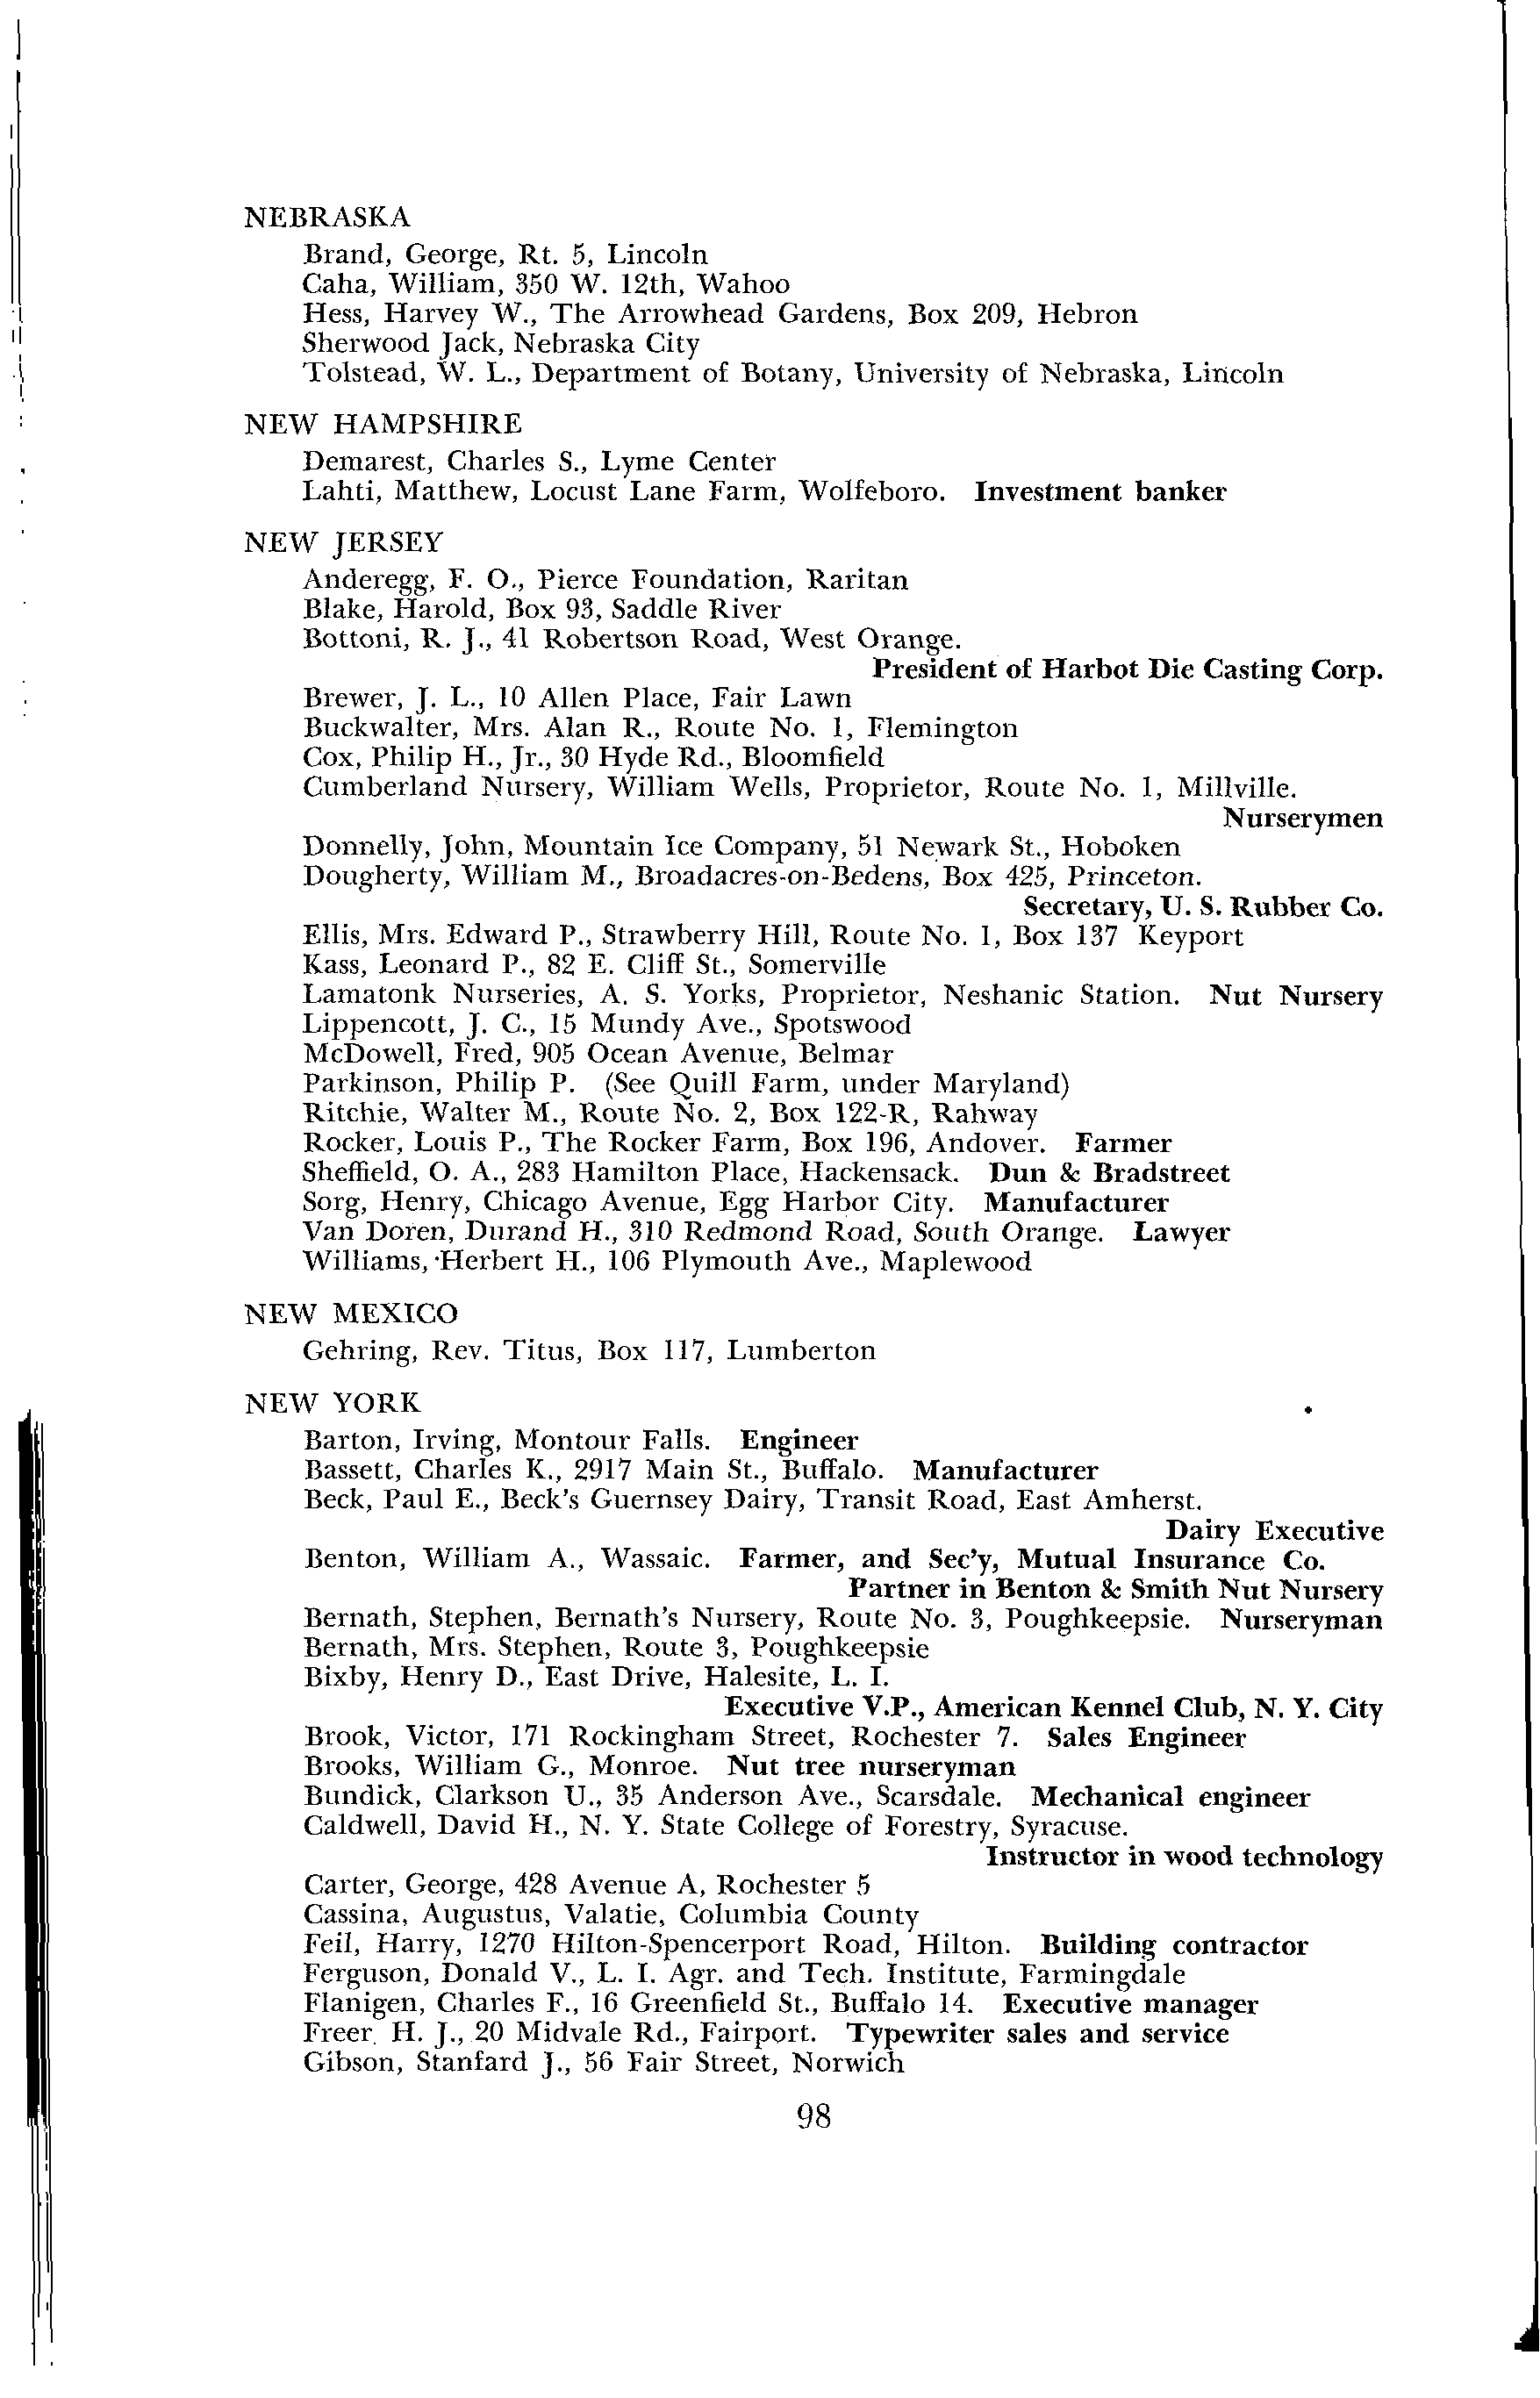 NEBRASKA
Brand, George, Rt. 5, Lincoln
Caha, William, 350 W. 12th, Wahoo
Hess, Harvey W., The Arrowhead Gardens, Box 209, Hebron
Sherwood Jack, Nebraska City
Tolstead, W. L., Department of Botany, University of Nebraska, Lincoln
NEW HAMPSHIRE
Demarest, Charles S., Lyme Center
Lahti, Matthew, Locust Lane Farm, Wolfeboro. Investment banker
NEW JERSEY
Anderegg, F. O., Pierce Foundation, Raritan
Blake, Harold, Box 93, Saddle River
Bottoni, R. J., 41 Robertson Road, West Orange.
President of Harbot Die Casting Corp.
Brewer, J. L., 10 Allen Place, Fair Lawn
Buckwalter, Mrs. Alan R., Route No. 1, Flemington
Cox, Philip H., Jr., 30 Hyde Rd., Bloomfield
Cumberland Nursery, William Wells, Proprietor, Route No. 1, Millville.
Nurserymen
Donnelly, John, Mountain Ice Company, 51 Newark St., Hoboken
Dougherty, William M., Broadacres-on-Bedens, Box 425, Princeton.
Secretary, U. S. Rubber Co.
Ellis, Mrs. Edward P., Strawberry Hill, Route No. 1, Box 137 Keyport
Kass, Leonard P., 82 E. Cliff St., Somerville
Lamatonk Nurseries, A. S. Yorks, Proprietor, Neshanic Station. Nut Nursery
Lippencott, J. C., 15 Mundy Ave., Spotswood
McDowell, Fred, 905 Ocean Avenue, Belmar
Parkinson, Philip P. (See Quill Farm, under Maryland)
Ritchie, Walter M., Route No. 2, Box 122-R, Rahway
Rocker, Louis P., The Rocker Farm, Box 196, Andover. Farmer
Sheffield, O. A., 283 Hamilton Place, Hackensack. Dun & Bradstreet
Sorg, Henry, Chicago Avenue, Egg Harbor City. Manufacturer
Van Doren, Durand H., 310 Redmond Road, South Orange. Lawyer
Williams, Herbert H., 106 Plymouth Ave., Maplewood
NEW MEXICO
Gehring, Rev. Titus, Box 117, Lumberton
NEW YORK
Barton, Irving, Montour Falls. Engineer
Bassett, Charles K., 2917 Main St., Buffalo. Manufacturer
Beck, Paul E., Beck's Guernsey Dairy, Transit Road, East Amherst.
Dairy Executive
Benton, William A., Wassaic. Farmer, and Sec'y, Mutual Insurance Co.
Partner in Benton & Smith Nut Nursery
Bernath, Stephen, Bernath's Nursery, Route No. 3, Poughkeepsie. Nurseryman
Bernath, Mrs. Stephen, Route 3, Poughkeepsie
Bixby, Henry D., East Drive, Halesite, L. I.
Executive V.P., American Kennel Club, N. Y. City
Brook, Victor, 171 Rockingham Street, Rochester 7. Sales Engineer
Brooks, William G., Monroe. Nut tree nurseryman
Bundick, Clarkson U., 35 Anderson Ave., Scarsdale. Mechanical engineer
Caldwell, David H., N. Y. State College of Forestry, Syracuse.
Instructor in wood technology
Carter, George, 428 Avenue A, Rochester 5
Cassina, Augustus, Valatie, Columbia County
Feil, Harry, 1270 Hilton-Spencerport Road, Hilton. Building contractor
Ferguson, Donald V., L. I. Agr. and Tech. Institute, Farmingdale
Flanigen, Charles F., 16 Greenfield St., Buffalo 14. Executive manager
Freer. H. J., 20 Midvale Rd., Fairport. Typewriter sales and service
Gibson, Stanfard J., 56 Fair Street, Norwich
98